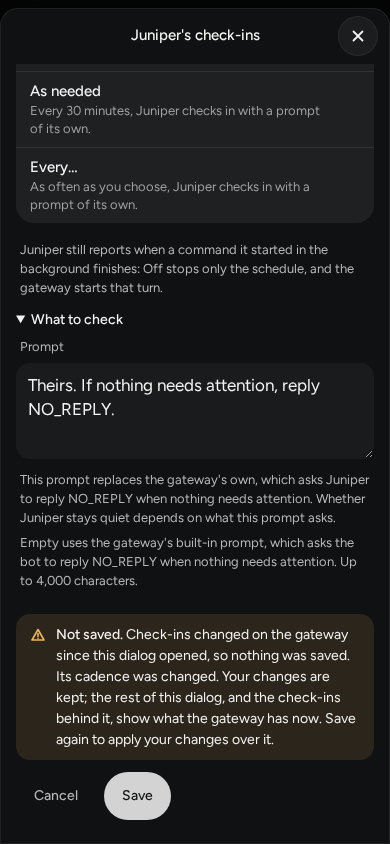 Juniper's check-ins
As needed
Every 30 minutes, Juniper checks in with a prompt
of its own.
Every...
As often as you choose, Juniper checks in with a
prompt of its own.
Juniper still reports when a command it started in the
background finishes: Off stops only the schedule, and the
gateway starts that turn.
What to check
Prompt
Theirs. If nothing needs attention, reply
NO_REPLY.
This prompt replaces the gateway's own, which asks Juniper
to reply NO_REPLY when nothing needs attention. Whether
Juniper stays quiet depends on what this prompt asks.
Empty uses the gateway's built-in prompt, which asks the
bot to reply NO_REPLY when nothing needs attention. Up
to 4,000 characters.
Not saved. Check-ins changed on the gateway
since this dialog opened, so nothing was saved.
Its cadence was changed. Your changes are
kept; the rest of this dialog, and the check-ins
behind it, show what the gateway has now. Save
again to apply your changes over it.
Cancel Save